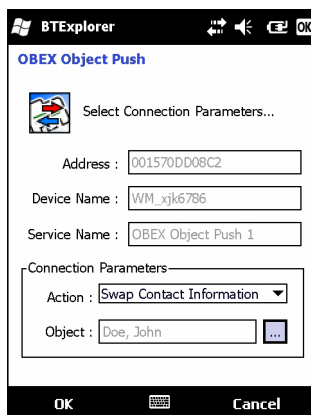 BTExplorer
OK
OBEX Object Push
Select Connection Parameters...
Address : 001570DD08C2
Device Name : WM_xjk6786
Service Name : OBEX Object Push 1
Connection Parameters
Action : Swap Contact Information
Object : Doe, John ...
OK Cancel